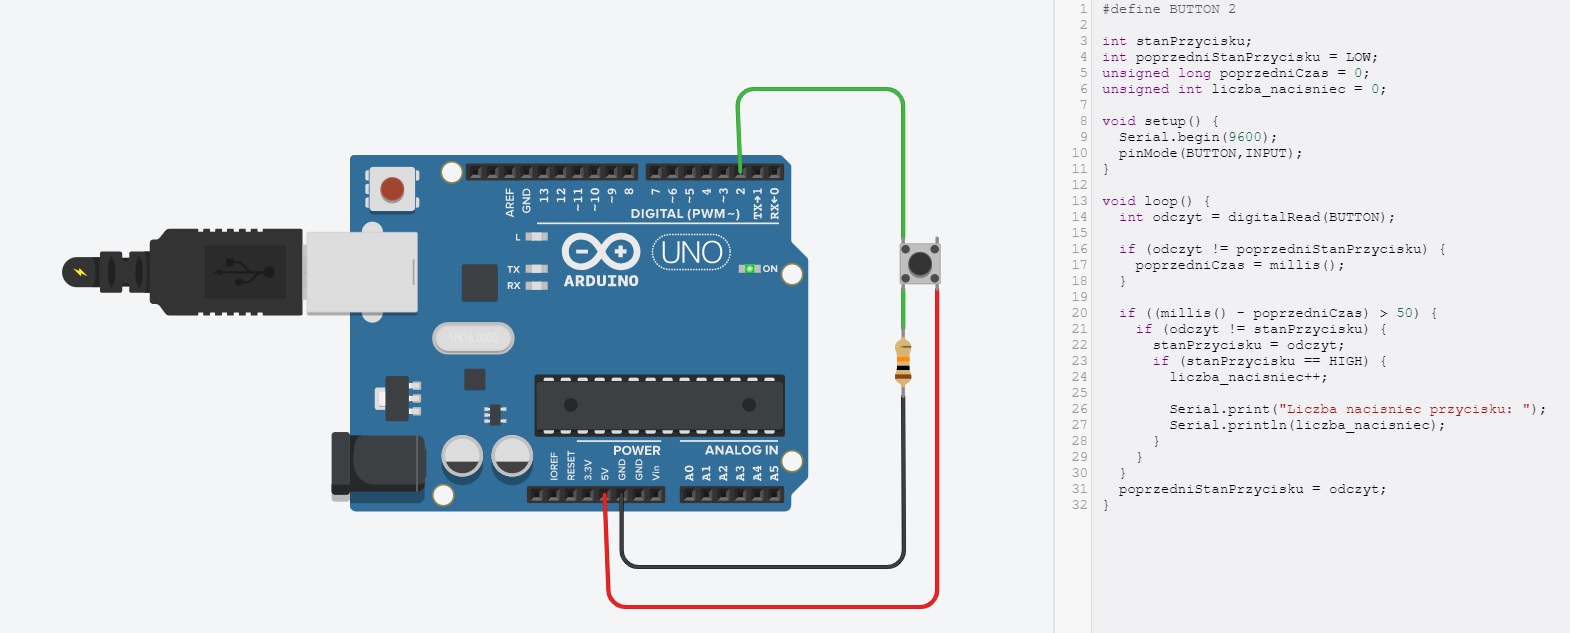 AREF
GND
13
12
~11
~10
~9
8
7
~6
~5
4
~3
2
TX→1
RX←0
DIGITAL (PWM~)
L
TX
RX
ARDUINO
UNO
ON
POWER
ANALOG IN
IOREF
RESET
3.3V
5V
GND
GND
Vin
A0
A1
A2
A3
A4
A5
1 #define BUTTON 2
2
3 int stanPrzycisku;
4 int poprzedniStanPrzycisku = LOW;
5 unsigned long poprzedniCzas = 0;
6 unsigned int liczba_nacisniec = 0;
7
8 void setup() {
9 Serial.begin(9600);
10 pinMode(BUTTON,INPUT);
11 }
12
13 void loop() {
14 int odczyt = digitalRead(BUTTON);
15
16 if (odczyt != poprzedniStanPrzycisku) {
17 poprzedniCzas = millis();
18 }
19
20 if ((millis() - poprzedniCzas) > 50) {
21 if (odczyt != stanPrzycisku) {
22 stanPrzycisku = odczyt;
23 if (stanPrzycisku == HIGH) {
24 liczba_nacisniec++;
25
26 Serial.print("Liczba nacisniec przycisku: ");
27 Serial.println(liczba_nacisniec);
28 }
29 }
30 }
31 poprzedniStanPrzycisku = odczyt;
32 }